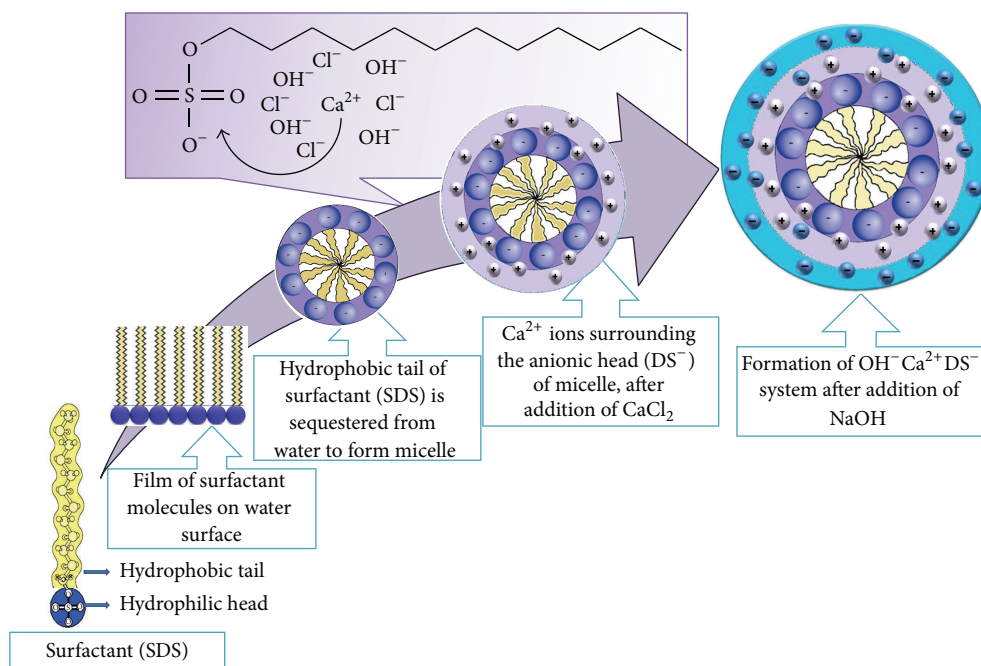 O
O
S
O
O⁻
Cl⁻
OH⁻
OH⁻
Cl⁻
Ca²⁺
Cl⁻
OH⁻
Cl⁻
OH⁻
Ca²⁺ ions surrounding
the anionic head (DS⁻)
of micelle, after
addition of CaCl₂
Formation of OH⁻Ca²⁺DS⁻
system after addition of
NaOH
Hydrophobic tail of
surfactant (SDS) is
sequestered from
water to form micelle
Film of surfactant
molecules on water
surface
Hydrophobic tail
Hydrophilic head
Surfactant (SDS)